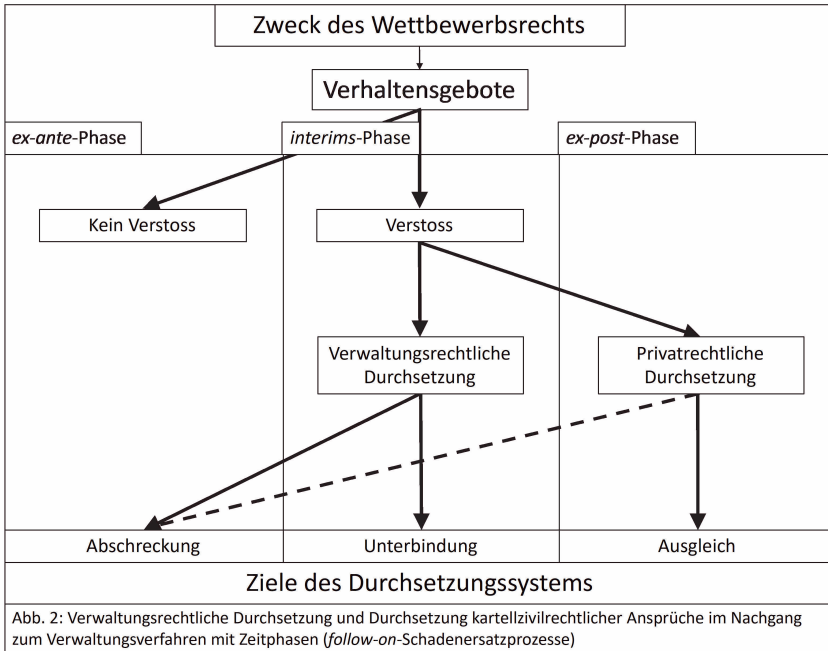 Zweck des Wettbewerbsrechts
Verhaltensgebote
ex-ante-Phase
interims-Phase
ex-post-Phase
Kein Verstoss
Verstoss
Verwaltungsrechtliche
Durchsetzung
Privatrechtliche
Durchsetzung
Abschreckung
Unterbindung
Ausgleich
Ziele des Durchsetzungssystems
Abb. 2: Verwaltungsrechtliche Durchsetzung und Durchsetzung kartellzivilrechtlicher Ansprüche im Nachgang
zum Verwaltungsverfahren mit Zeitphasen (follow-on-Schadenersatzprozesse)